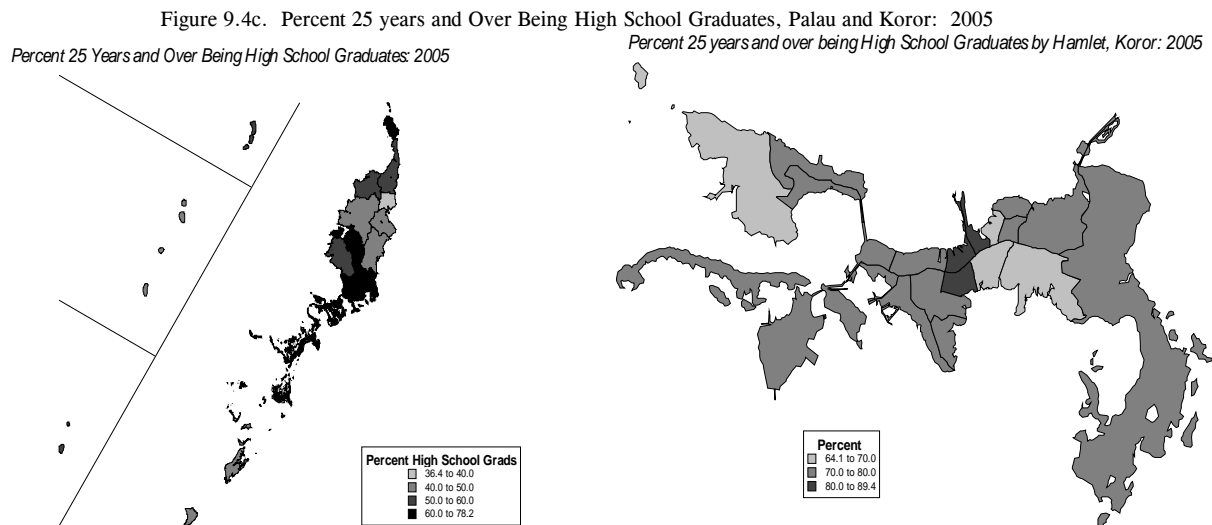 Figure 9.4c. Percent 25 years and Over Being High School Graduates, Palau and Koror: 2005
Percent 25 Years and Over Being High School Graduates: 2005
Percent 25 years and over being High School Graduates by Hamlet, Koror: 2005
Percent High School Grads
36.4 to 40.0
40.0 to 50.0
50.0 to 60.0
60.0 to 78.2
Percent
64.1 to 70.0
70.0 to 80.0
80.0 to 89.4